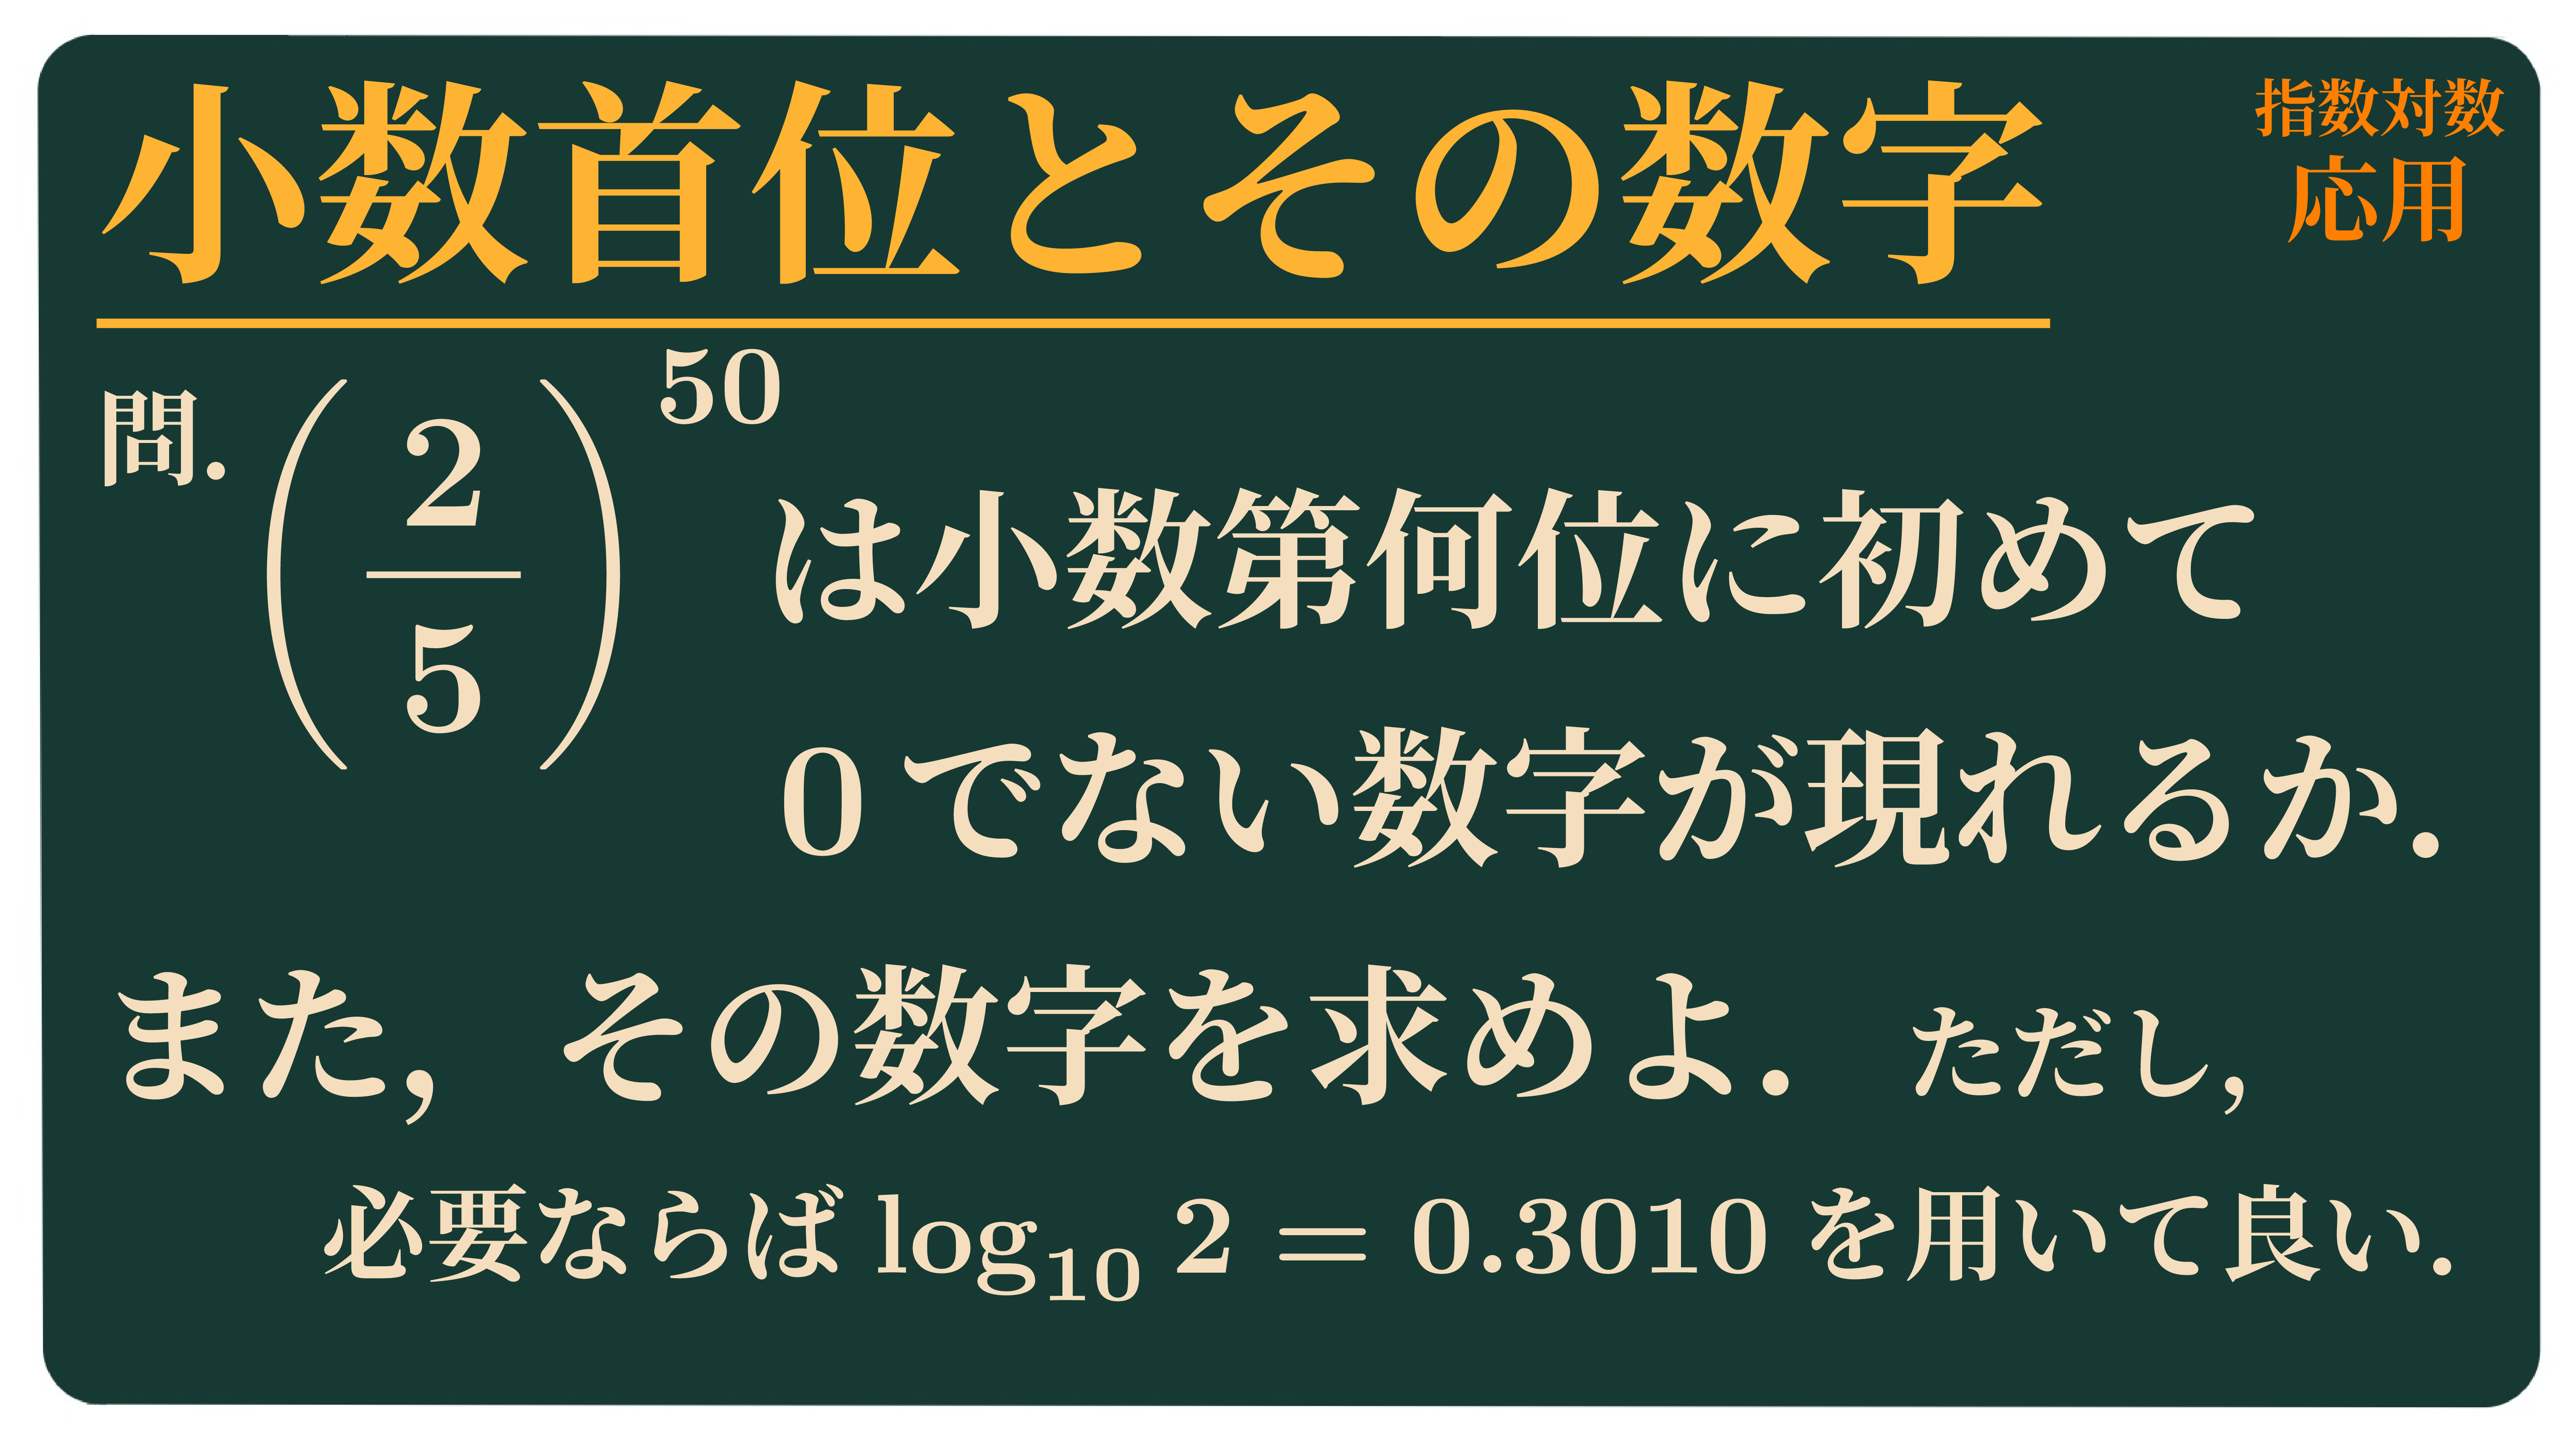 小数首位とその数字
指数対数
応用
問. (2/5)^50 は小数第何位に初めて
0でない数字が現れるか.
また, その数字を求めよ. ただし,
必要ならば log₁₀ 2 = 0.3010 を用いて良い.